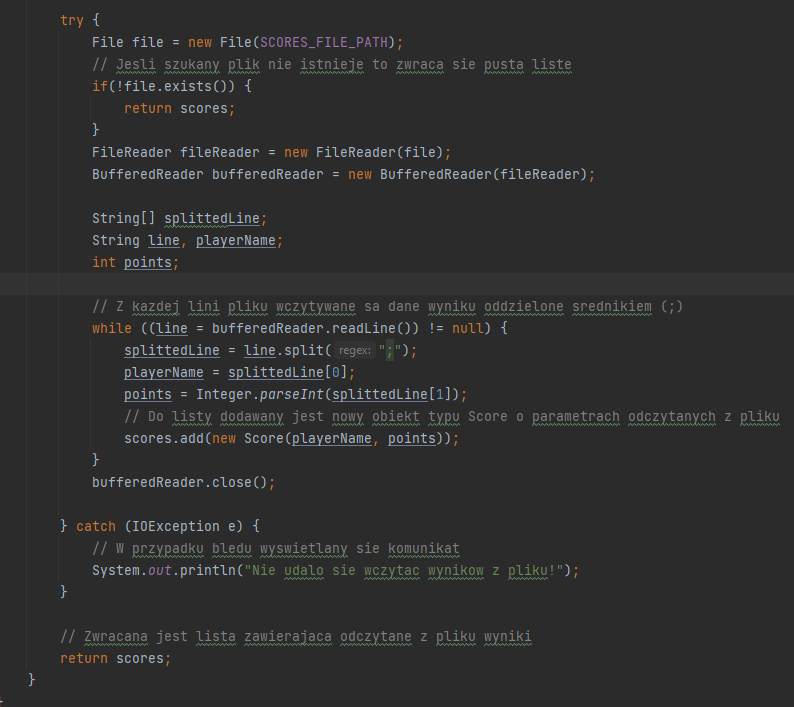 try {
File file = new File(SCORES_FILE_PATH);
// Jesli szukany plik nie istnieje to zwraca sie pusta liste
if(!file.exists()) {
return scores;
}
FileReader fileReader = new FileReader(file);
BufferedReader bufferedReader = new BufferedReader(fileReader);
String[] splittedLine;
String line, playerName;
int points;
// Z kazdej lini pliku wczytywane sa dane wyniku oddzielone srednikiem (;)
while ((line = bufferedReader.readLine()) != null) {
splittedLine = line.split( regex: ";");
playerName = splittedLine[0];
points = Integer.parseInt(splittedLine[1]);
// Do listy dodawany jest nowy obiekt typu Score o parametrach odczytanych z pliku
scores.add(new Score(playerName, points));
}
bufferedReader.close();
} catch (IOException e) {
// W przypadku bledu wyswietlany sie komunikat
System.out.println("Nie udalo sie wczytac wynikow z pliku!");
}
// Zwracana jest lista zawierajaca odczytane z pliku wyniki
return scores;
}